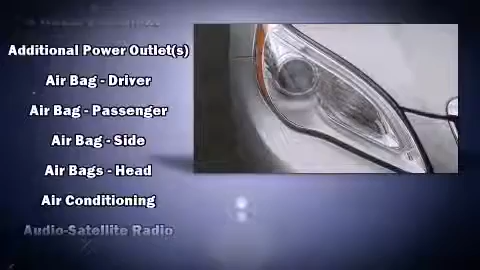 Additional Power Outlet(s)
Air Bag - Driver
Air Bag - Passenger
Air Bag - Side
Air Bags - Head
Air Conditioning
Audio-Satellite Radio